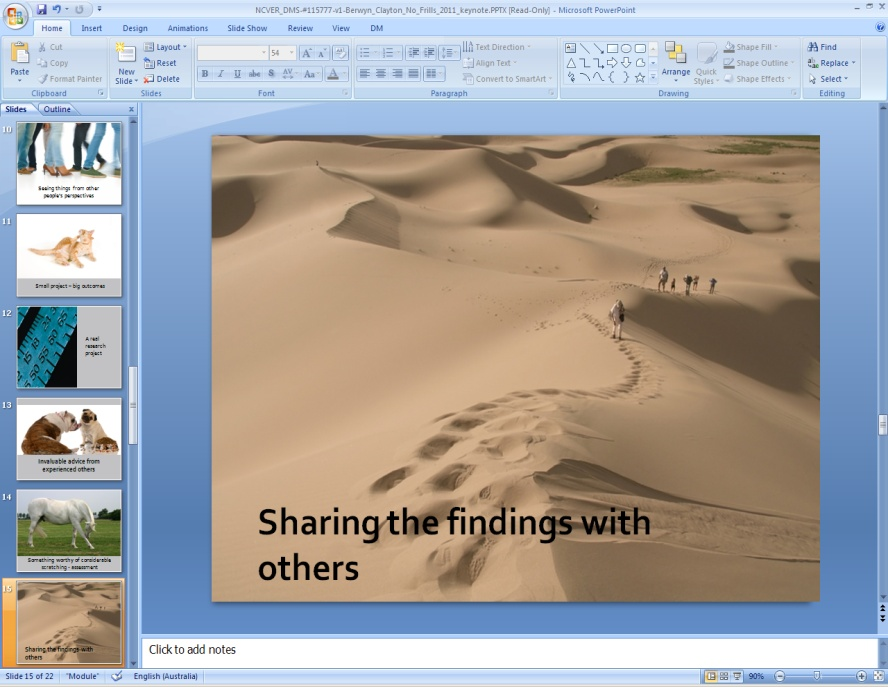 NCVER_DMS-#115777-v1-Berwyn_Clayton_No_Frills_2011_keynote.PPTX [Read-Only] - Microsoft PowerPoint
Home Insert Design Animations Slide Show Review View DM
Paste
Cut
Copy
Format Painter
Clipboard
New
Slide
Layout
Reset
Delete
Slides
54
B I U abe S AV Aa A
Font
Text Direction
Align Text
Convert to SmartArt
Paragraph
Arrange
Quick
Styles
Shape Fill
Shape Outline
Shape Effects
Drawing
Find
Replace
Select
Editing
Slides Outline x
10
Seeing things from other
people's perspectives
11
Small project – big outcomes
12
A real
research
project
13
Invaluable advice from
experienced others
14
Something worthy of considerable
scratching - assessment
15
Sharing the findings with
others
Sharing the findings with
others
Click to add notes
Slide 15 of 22 "Module" English (Australia) 90%